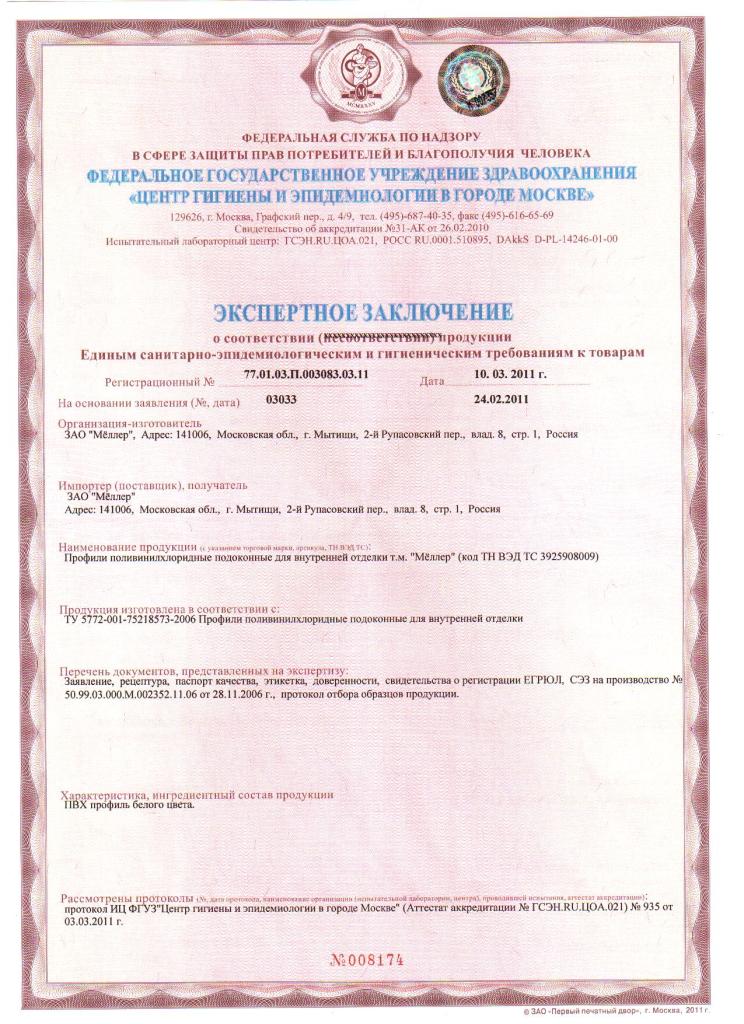 М
MCMXXXV
ФЕДЕРАЛЬНАЯ СЛУЖБА ПО НАДЗОРУ
В СФЕРЕ ЗАЩИТЫ ПРАВ ПОТРЕБИТЕЛЕЙ И БЛАГОПОЛУЧИЯ ЧЕЛОВЕКА
ФЕДЕРАЛЬНОЕ ГОСУДАРСТВЕННОЕ УЧРЕЖДЕНИЕ ЗДРАВООХРАНЕНИЯ
«ЦЕНТР ГИГИЕНЫ И ЭПИДЕМИОЛОГИИ В ГОРОДЕ МОСКВЕ»
129626, г. Москва, Графский пер., д. 4/9, тел. (495)-687-40-35, факс (495)-616-65-69
Свидетельство об аккредитации №31-АК от 26.02.2010
Испытательный лабораторный центр: ГСЭН.RU.ЦОА.021, РОСС RU.0001.510895, DAkkS D-PL-14246-01-00
ЭКСПЕРТНОЕ ЗАКЛЮЧЕНИЕ
о соответствии (несоответствии) продукции
Единым санитарно-эпидемиологическим и гигиеническим требованиям к товарам
Регистрационный № 77.01.03.П.003083.03.11 Дата 10. 03. 2011 г.
На основании заявления (№, дата) 03033 24.02.2011
Организация-изготовитель
ЗАО "Мёллер", Адрес: 141006, Московская обл., г. Мытищи, 2-й Рупасовский пер., влад. 8, стр. 1, Россия
Импортер (поставщик), получатель
ЗАО "Мёллер"
Адрес: 141006, Московская обл., г. Мытищи, 2-й Рупасовский пер., влад. 8, стр. 1, Россия
Наименование продукции (с указанием торговой марки, артикула, ТН ВЭД ТС):
Профили поливинилхлоридные подоконные для внутренней отделки т.м. "Мёллер" (код ТН ВЭД ТС 3925908009)
Продукция изготовлена в соответствии с:
ТУ 5772-001-75218573-2006 Профили поливинилхлоридные подоконные для внутренней отделки
Перечень документов, представленных на экспертизу:
Заявление, рецептура, паспорт качества, этикетка, доверенности, свидетельства о регистрации ЕГРЮЛ, СЭЗ на производство №
50.99.03.000.М.002352.11.06 от 28.11.2006 г., протокол отбора образцов продукции.
Характеристика, ингредиентный состав продукции
ПВХ профиль белого цвета.
Рассмотрены протоколы (№, дата протокола, наименование организации (испытательной лаборатории, центра), проводившей испытания, аттестат аккредитации):
протокол ИЦ ФГУЗ"Центр гигиены и эпидемиологии в городе Москве" (Аттестат аккредитации № ГСЭН.RU.ЦОА.021) № 935 от
03.03.2011 г.
№008174
© ЗАО «Первый печатный двор», г. Москва, 2011 г.